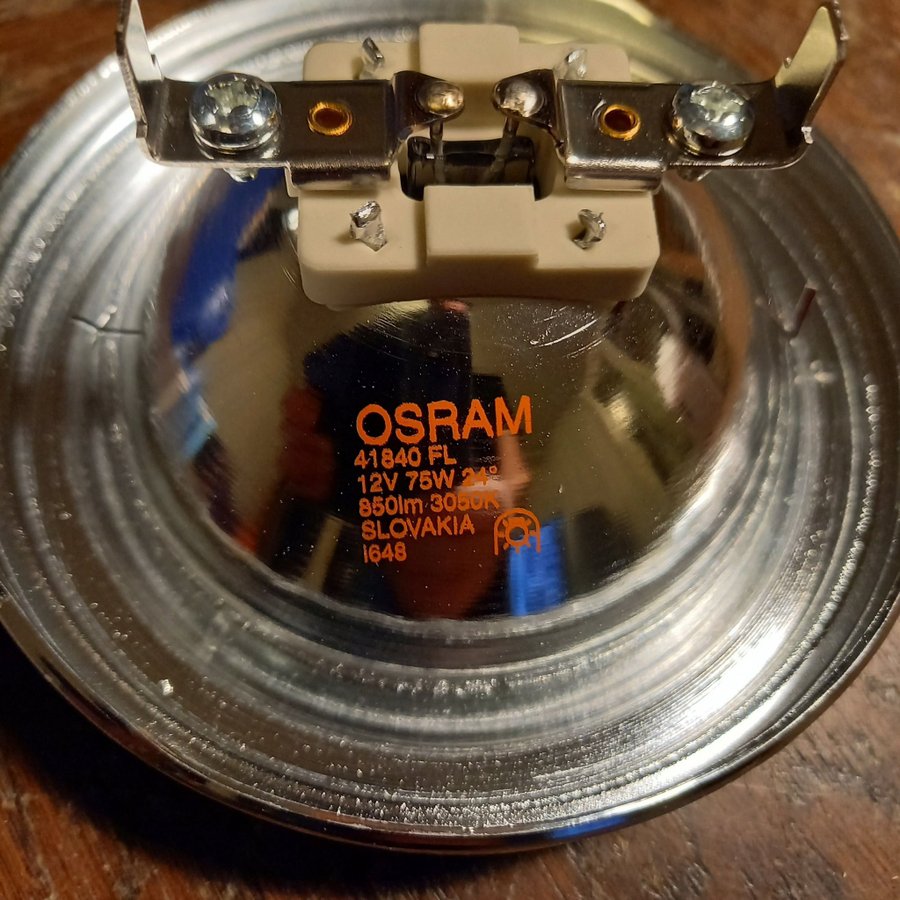 OSRAM
41840 FL
12V 75W 24°
850lm 3050K
SLOVAKIA
I648